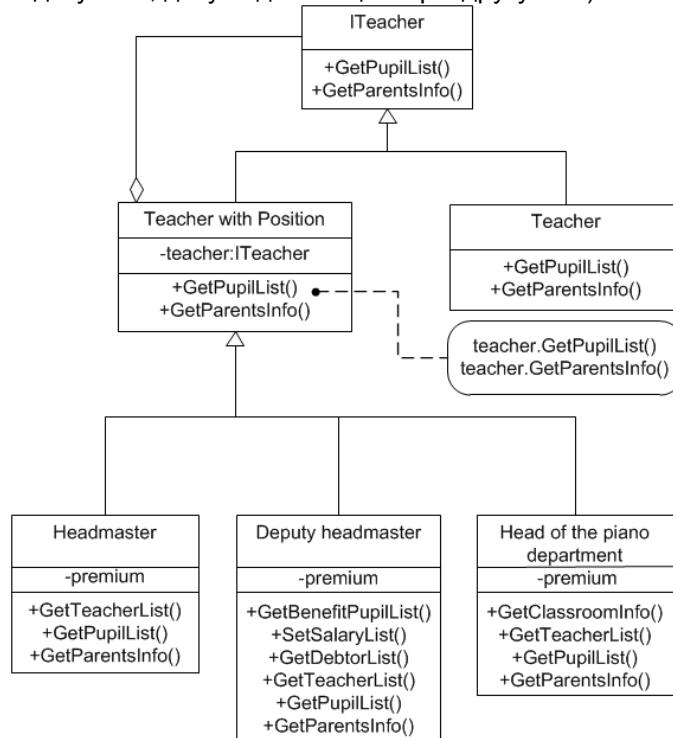 ITeacher
+GetPupilList()
+GetParentsInfo()
Teacher with Position
-teacher:ITeacher
+GetPupilList()
+GetParentsInfo()
Teacher
+GetPupilList()
+GetParentsInfo()
teacher.GetPupilList()
teacher.GetParentsInfo()
Headmaster
-premium
+GetTeacherList()
+GetPupilList()
+GetParentsInfo()
Deputy headmaster
-premium
+GetBenefitPupilList()
+SetSalaryList()
+GetDebtorList()
+GetTeacherList()
+GetPupilList()
+GetParentsInfo()
Head of the piano
department
-premium
+GetClassroomInfo()
+GetTeacherList()
+GetPupilList()
+GetParentsInfo()